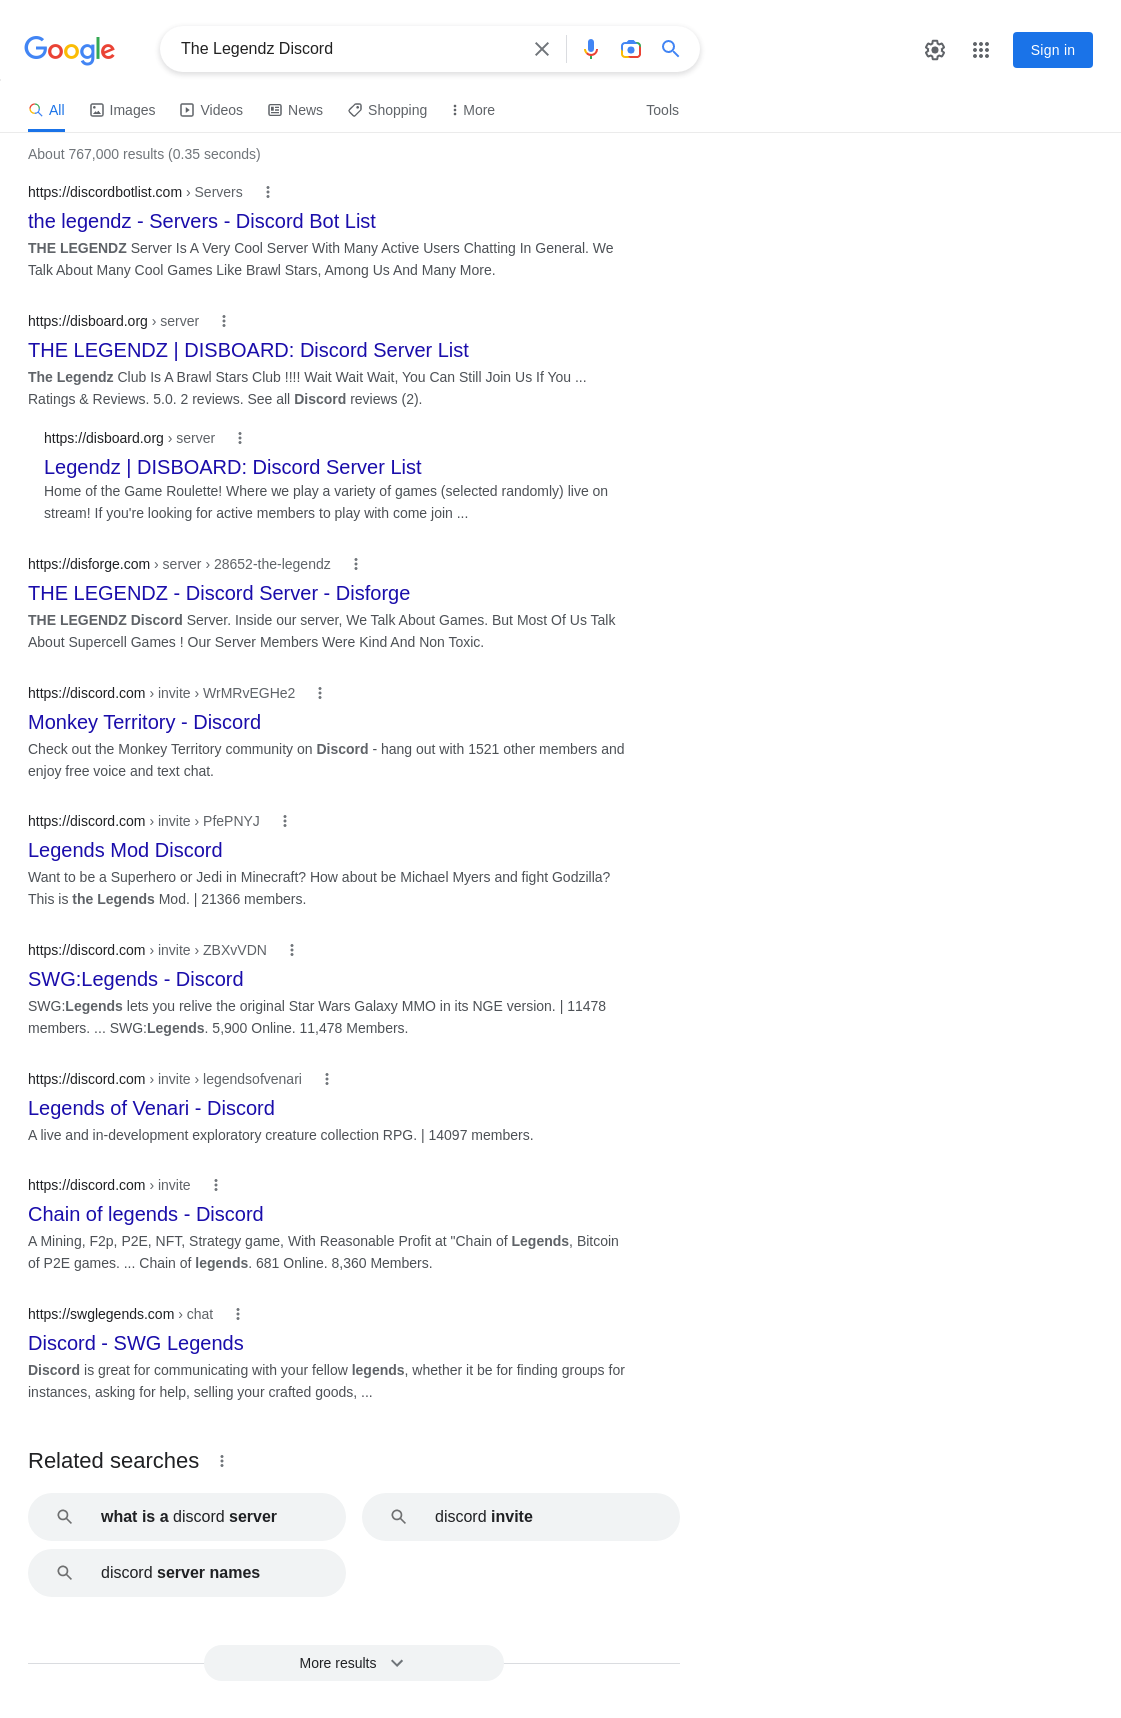 Google
The Legendz Discord
Sign in
All
Images
Videos
News
Shopping
More
Tools
About 767,000 results (0.35 seconds)
https://discordbotlist.com › Servers
the legendz - Servers - Discord Bot List
THE LEGENDZ Server Is A Very Cool Server With Many Active Users Chatting In General. We
Talk About Many Cool Games Like Brawl Stars, Among Us And Many More.
https://disboard.org › server
THE LEGENDZ | DISBOARD: Discord Server List
The Legendz Club Is A Brawl Stars Club !!!! Wait Wait Wait, You Can Still Join Us If You ...
Ratings & Reviews. 5.0. 2 reviews. See all Discord reviews (2).
https://disboard.org › server
Legendz | DISBOARD: Discord Server List
Home of the Game Roulette! Where we play a variety of games (selected randomly) live on
stream! If you're looking for active members to play with come join ...
https://disforge.com › server › 28652-the-legendz
THE LEGENDZ - Discord Server - Disforge
THE LEGENDZ Discord Server. Inside our server, We Talk About Games. But Most Of Us Talk
About Supercell Games ! Our Server Members Were Kind And Non Toxic.
https://discord.com › invite › WrMRvEGHe2
Monkey Territory - Discord
Check out the Monkey Territory community on Discord - hang out with 1521 other members and
enjoy free voice and text chat.
https://discord.com › invite › PfePNYJ
Legends Mod Discord
Want to be a Superhero or Jedi in Minecraft? How about be Michael Myers and fight Godzilla?
This is the Legends Mod. | 21366 members.
https://discord.com › invite › ZBXvVDN
SWG:Legends - Discord
SWG:Legends lets you relive the original Star Wars Galaxy MMO in its NGE version. | 11478
members. ... SWG:Legends. 5,900 Online. 11,478 Members.
https://discord.com › invite › legendsofvenari
Legends of Venari - Discord
A live and in-development exploratory creature collection RPG. | 14097 members.
https://discord.com › invite
Chain of legends - Discord
A Mining, F2p, P2E, NFT, Strategy game, With Reasonable Profit at "Chain of Legends, Bitcoin
of P2E games. ... Chain of legends. 681 Online. 8,360 Members.
https://swglegends.com › chat
Discord - SWG Legends
Discord is great for communicating with your fellow legends, whether it be for finding groups for
instances, asking for help, selling your crafted goods, ...
Related searches
what is a discord server
discord invite
discord server names
More results